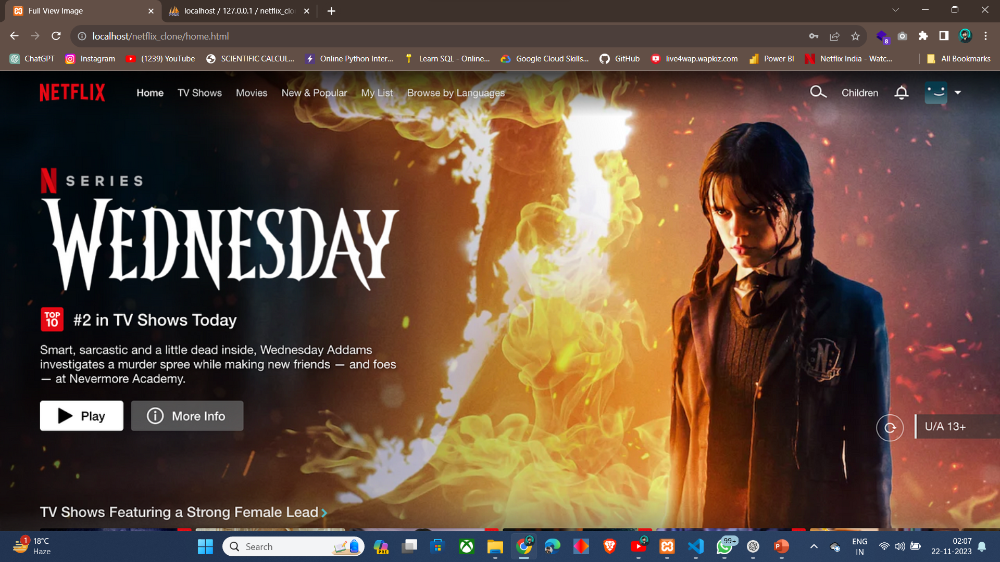 Full View Image
localhost / 127.0.0.1 / netflix_clo
localhost/netflix_clone/home.html
8
ChatGPT
Instagram
(1239) YouTube
SCIENTIFIC CALCUL...
Online Python Inter...
Learn SQL - Online...
Google Cloud Skills...
GitHub
live4wap.wapkiz.com
Power BI
Netflix India - Watc...
All Bookmarks
NETFLIX
Home
TV Shows
Movies
New & Popular
My List
Browse by Languages
Children
N SERIES
WEDNESDAY
TOP
10
#2 in TV Shows Today
Smart, sarcastic and a little dead inside, Wednesday Addams
investigates a murder spree while making new friends — and foes
— at Nevermore Academy.
Play
More Info
U/A 13+
TV Shows Featuring a Strong Female Lead
1
18°C
Haze
Search
PRE
99+
P
ENG
IN
02:07
22-11-2023